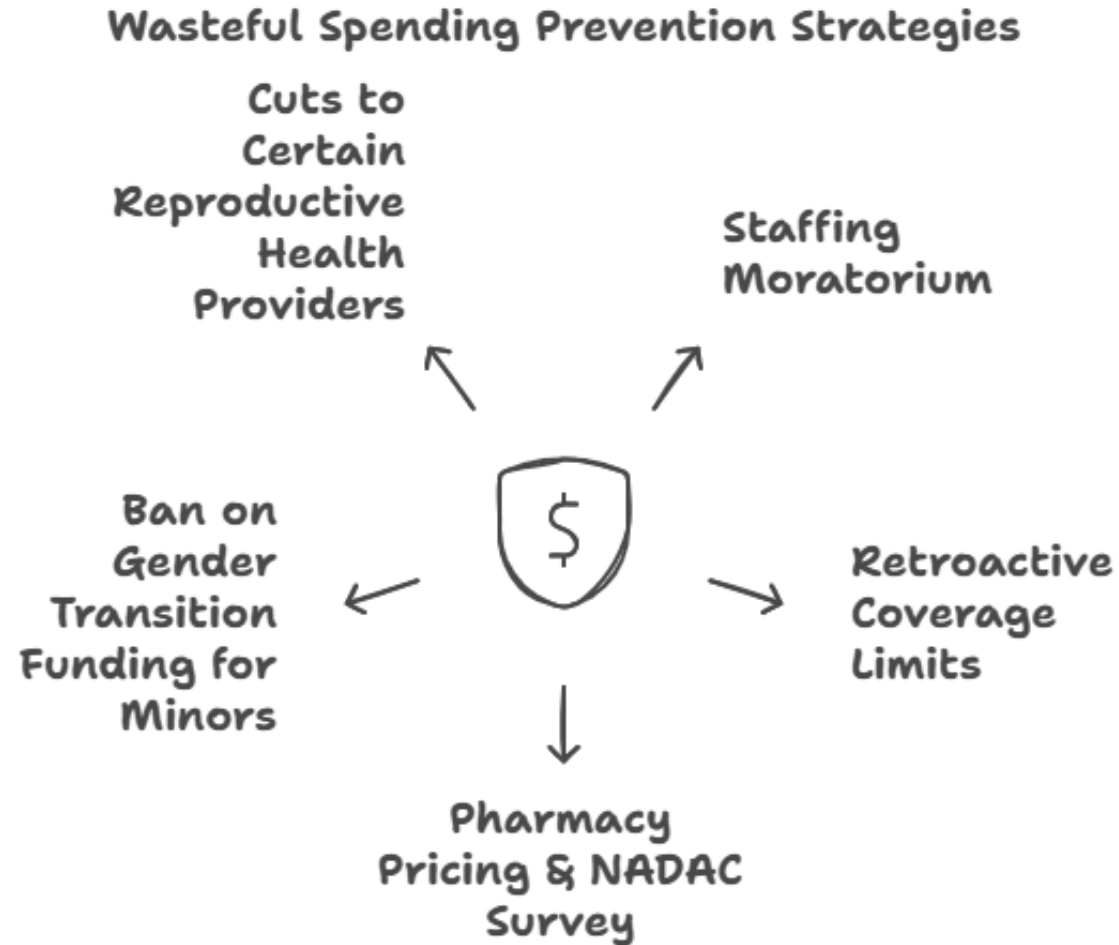 Wasteful Spending Prevention Strategies
Cuts to
Certain
Reproductive
Health
Providers
Staffing
Moratorium
$
Ban on
Gender
Transition
Funding for
Minors
Retroactive
Coverage
Limits
Pharmacy
Pricing & NADAC
Survey